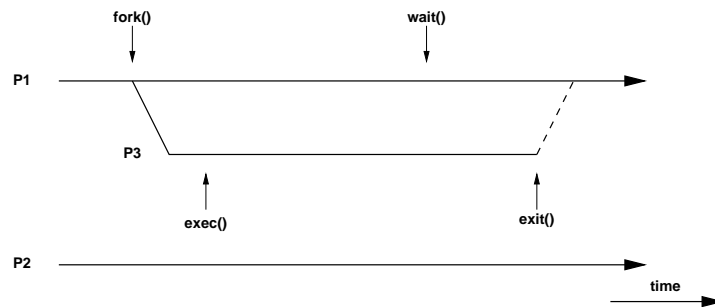 fork() wait()
P1
P3
exec() exit()
P2
time